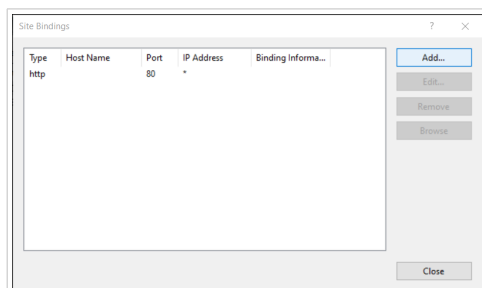 Site Bindings ? ×
Type Host Name Port IP Address Binding Informa...
http 80 *
Add...
Edit...
Remove
Browse
Close